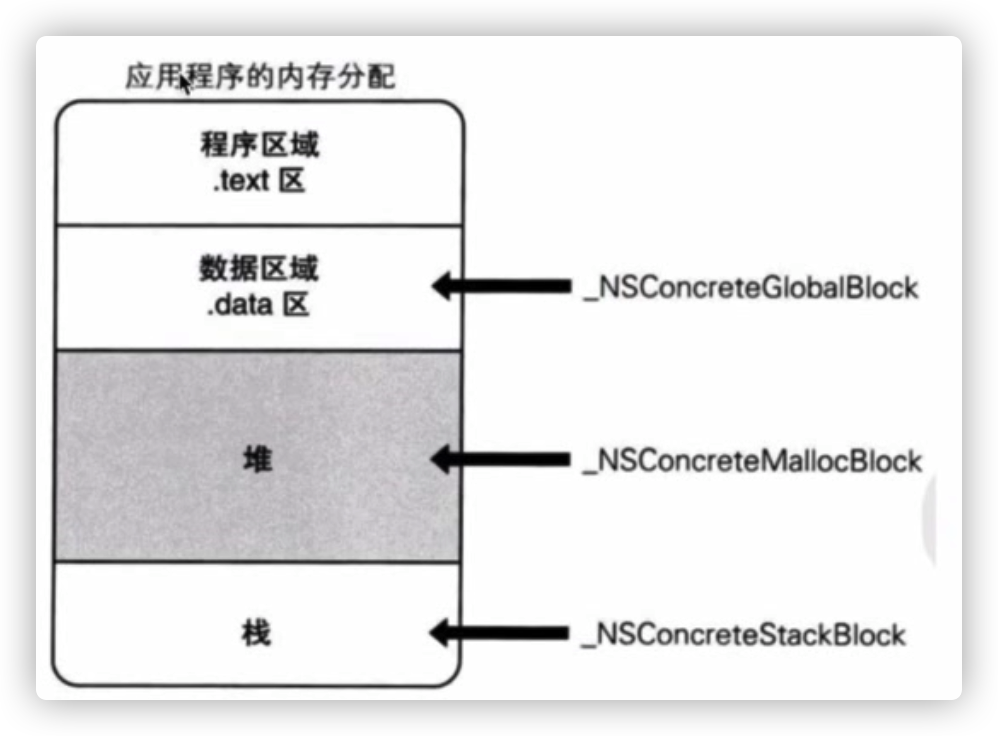 应用程序的内存分配
程序区域
.text 区
数据区域
.data 区
_NSConcreteGlobalBlock
堆
_NSConcreteMallocBlock
栈
_NSConcreteStackBlock